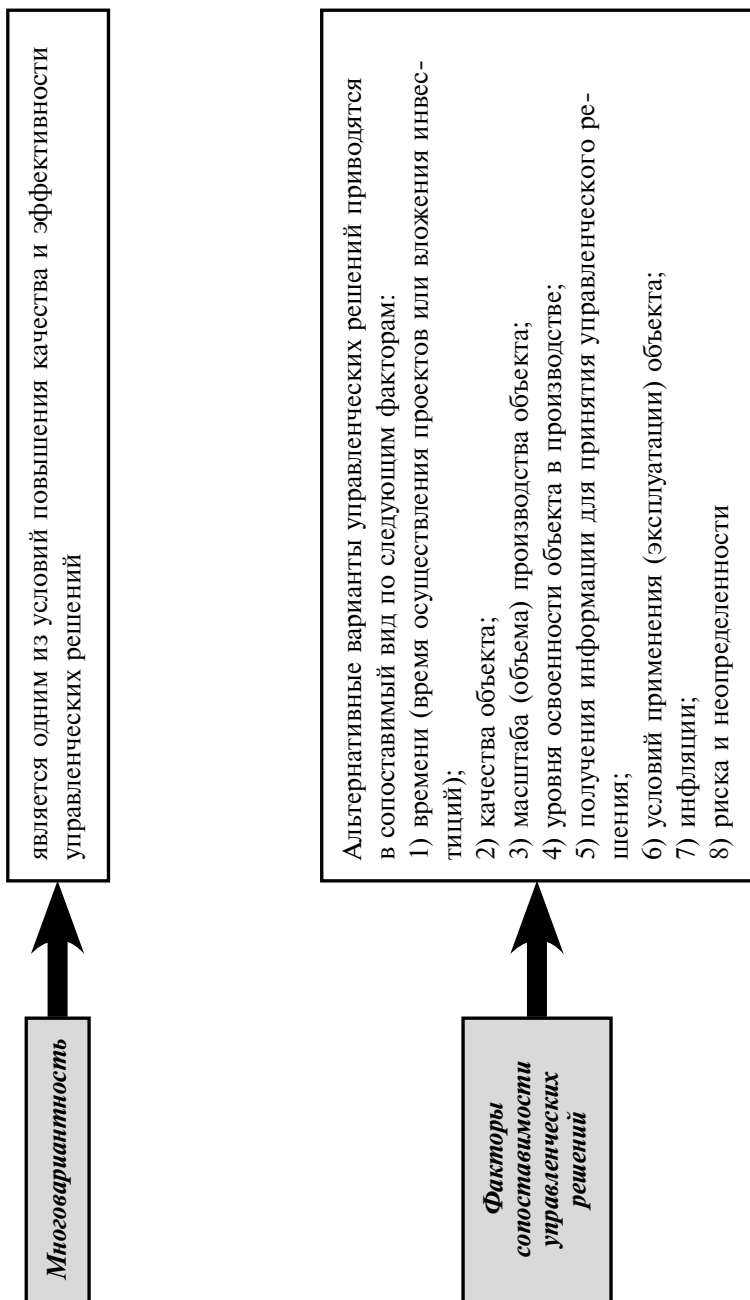 Многовариантность
является одним из условий повышения качества и эффективности
управленческих решений
Факторы
сопоставимости
управленческих
решений
Альтернативные варианты управленческих решений приводятся
в сопоставимый вид по следующим факторам:
1) времени (время осуществления проектов или вложения инвес-
тиций);
2) качества объекта;
3) масштаба (объема) производства объекта;
4) уровня освоенности объекта в производстве;
5) получения информации для принятия управленческого ре-
шения;
6) условий применения (эксплуатации) объекта;
7) инфляции;
8) риска и неопределенности